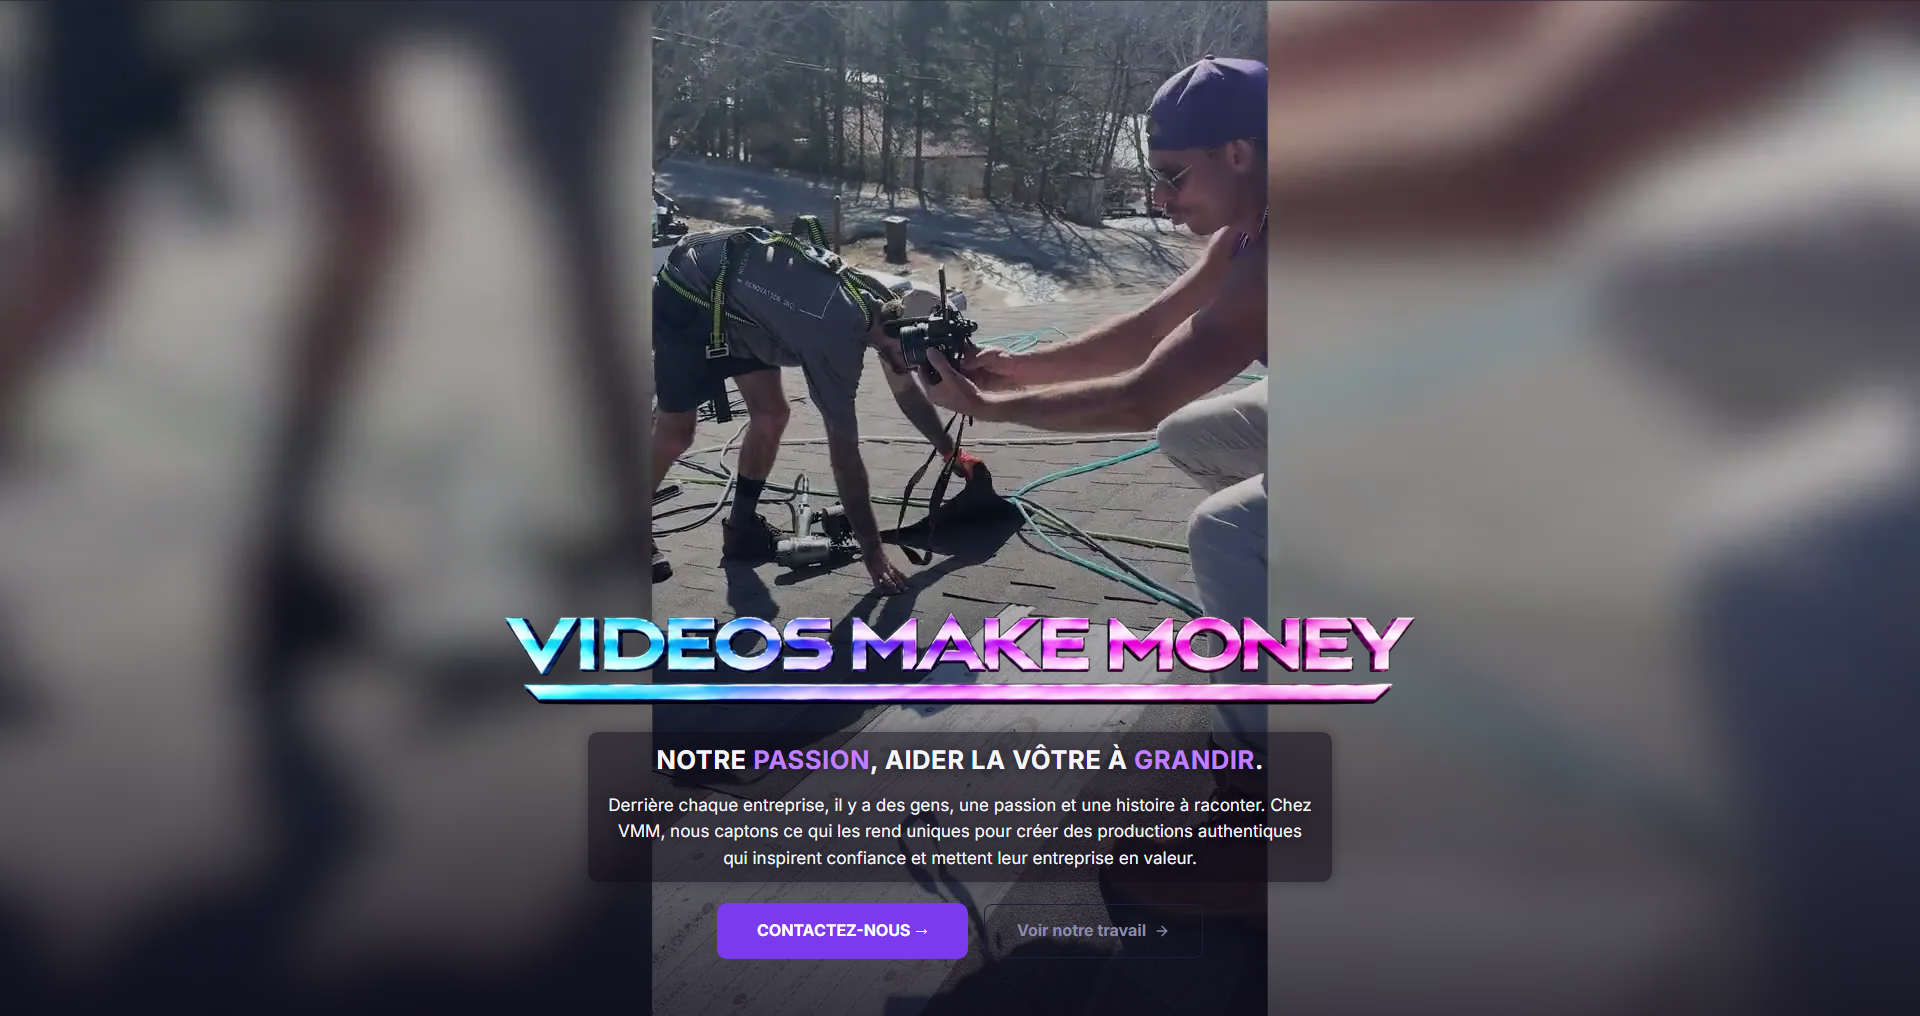 RENOVATION INC.
VIDEOS MAKE MONEY
NOTRE PASSION, AIDER LA VÔTRE À GRANDIR.
Derrière chaque entreprise, il y a des gens, une passion et une histoire à raconter. Chez
VMM, nous captons ce qui les rend uniques pour créer des productions authentiques
qui inspirent confiance et mettent leur entreprise en valeur.
CONTACTEZ-NOUS →
Voir notre travail →